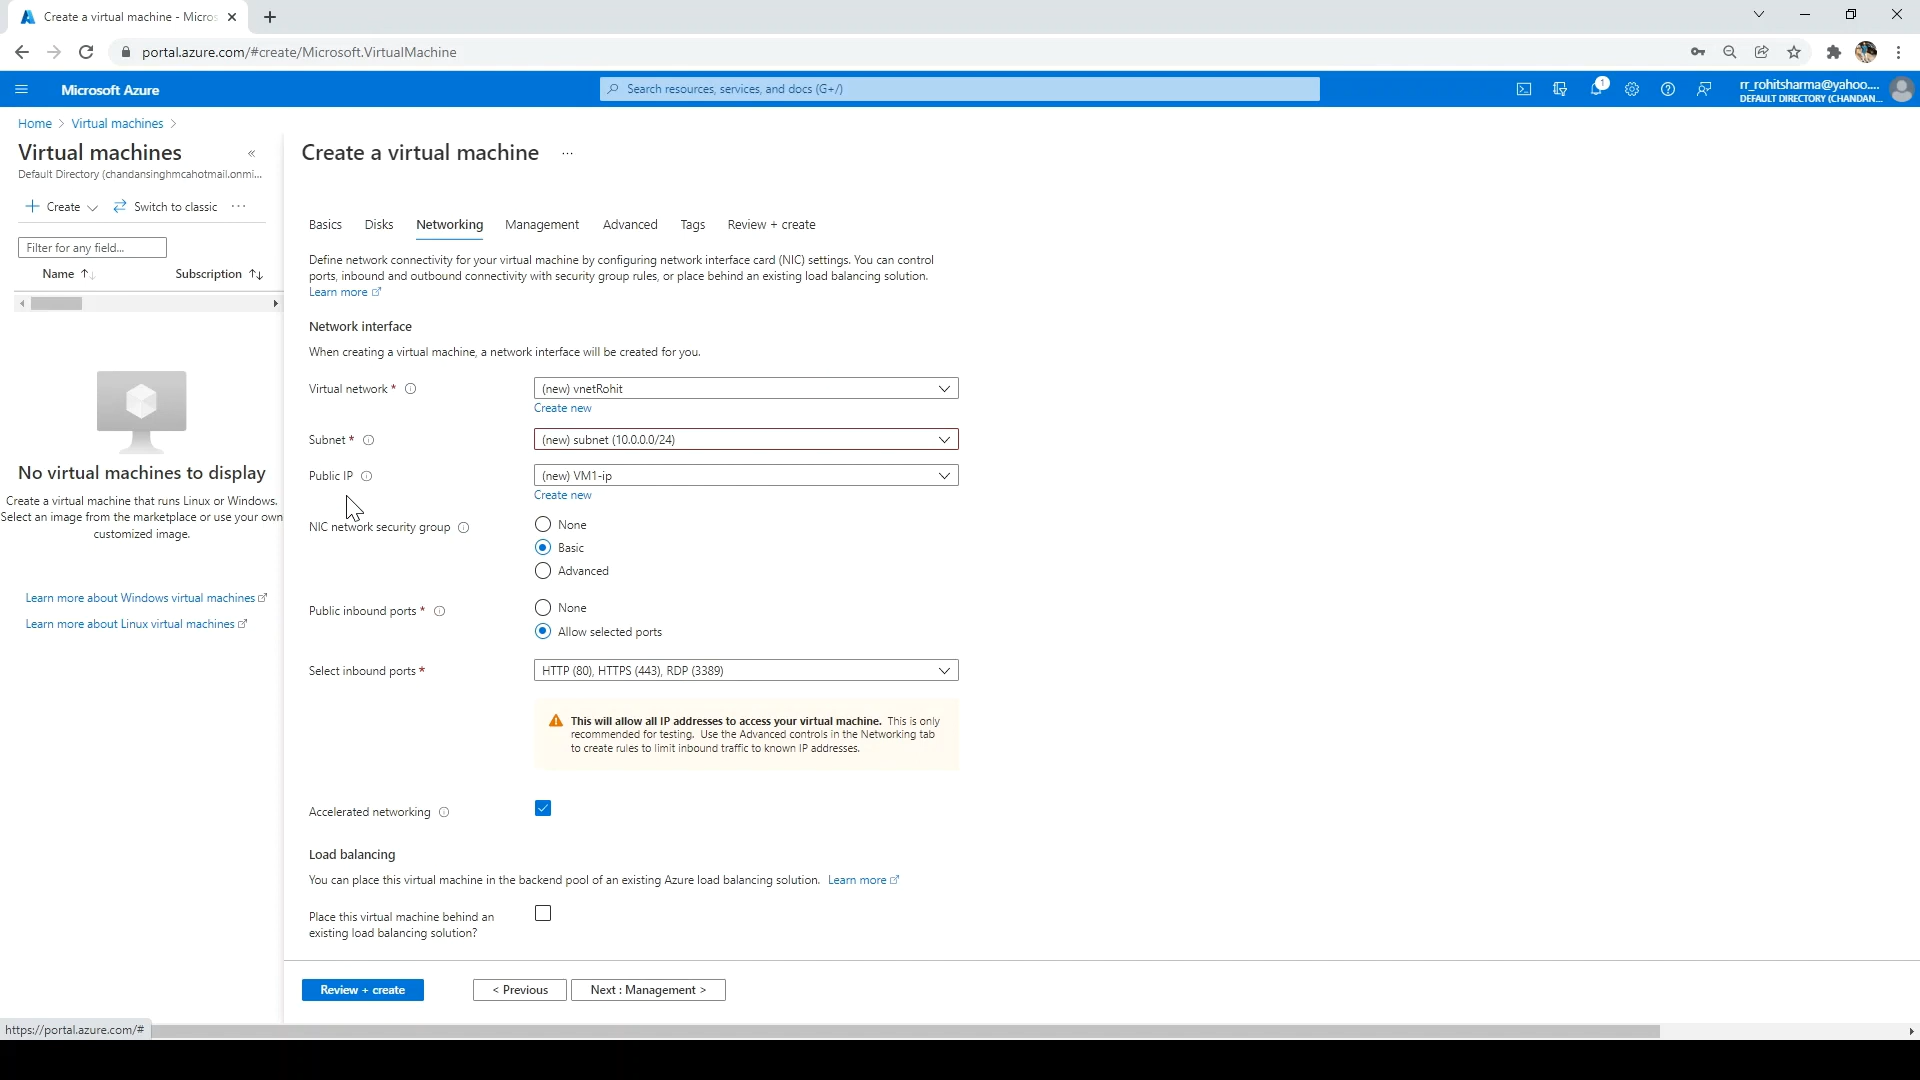 Create a virtual machine - Micros
portal.azure.com/#create/Microsoft.VirtualMachine
Microsoft Azure
Search resources, services, and docs (G+/)
1
rr_rohitsharma@yahoo....
DEFAULT DIRECTORY (CHANDAN...
Home > Virtual machines >
Virtual machines
Default Directory (chandansinghmcahotmail.onmi...
Create
Switch to classic
Filter for any field...
Name
Subscription
No virtual machines to display
Create a virtual machine that runs Linux or Windows.
Select an image from the marketplace or use your own
customized image.
Learn more about Windows virtual machines
Learn more about Linux virtual machines
Create a virtual machine ...
Basics Disks Networking Management Advanced Tags Review + create
Define network connectivity for your virtual machine by configuring network interface card (NIC) settings. You can control
ports, inbound and outbound connectivity with security group rules, or place behind an existing load balancing solution.
Learn more
Network interface
When creating a virtual machine, a network interface will be created for you.
Virtual network *
(new) vnetRohit
Create new
Subnet *
(new) subnet (10.0.0.0/24)
Public IP
(new) VM1-ip
Create new
NIC network security group
None
Basic
Advanced
Public inbound ports *
None
Allow selected ports
Select inbound ports *
HTTP (80), HTTPS (443), RDP (3389)
This will allow all IP addresses to access your virtual machine. This is only
recommended for testing. Use the Advanced controls in the Networking tab
to create rules to limit inbound traffic to known IP addresses.
Accelerated networking
Load balancing
You can place this virtual machine in the backend pool of an existing Azure load balancing solution. Learn more
Place this virtual machine behind an
existing load balancing solution?
Review + create
< Previous
Next : Management >
https://portal.azure.com/#